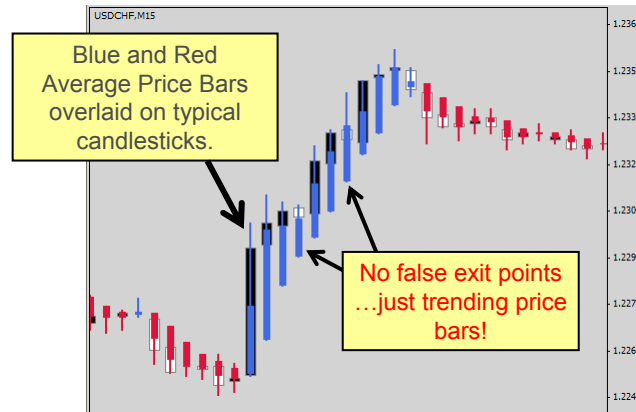 USDCHF,M15
Blue and Red
Average Price Bars
overlaid on typical
candlesticks.
No false exit points
…just trending price
bars!
1.236
1.235
1.233
1.232
1.230
1.229
1.227
1.226
1.224